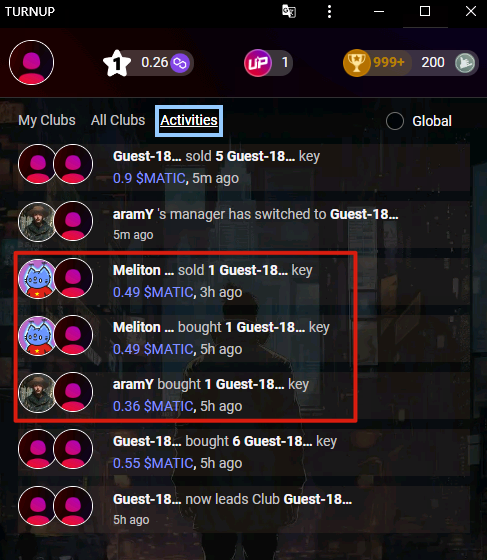 TURNUP
1 0.26 UP 1 999+ 200
My Clubs All Clubs Activities Global
Guest-18... sold 5 Guest-18... key
0.9 $MATIC, 5m ago
aramY 's manager has switched to Guest-18...
5m ago
Meliton ... sold 1 Guest-18... key
0.49 $MATIC, 3h ago
Meliton ... bought 1 Guest-18... key
0.49 $MATIC, 5h ago
aramY bought 1 Guest-18... key
0.36 $MATIC, 5h ago
Guest-18... bought 6 Guest-18... key
0.55 $MATIC, 5h ago
Guest-18... now leads Club Guest-18...
5h ago